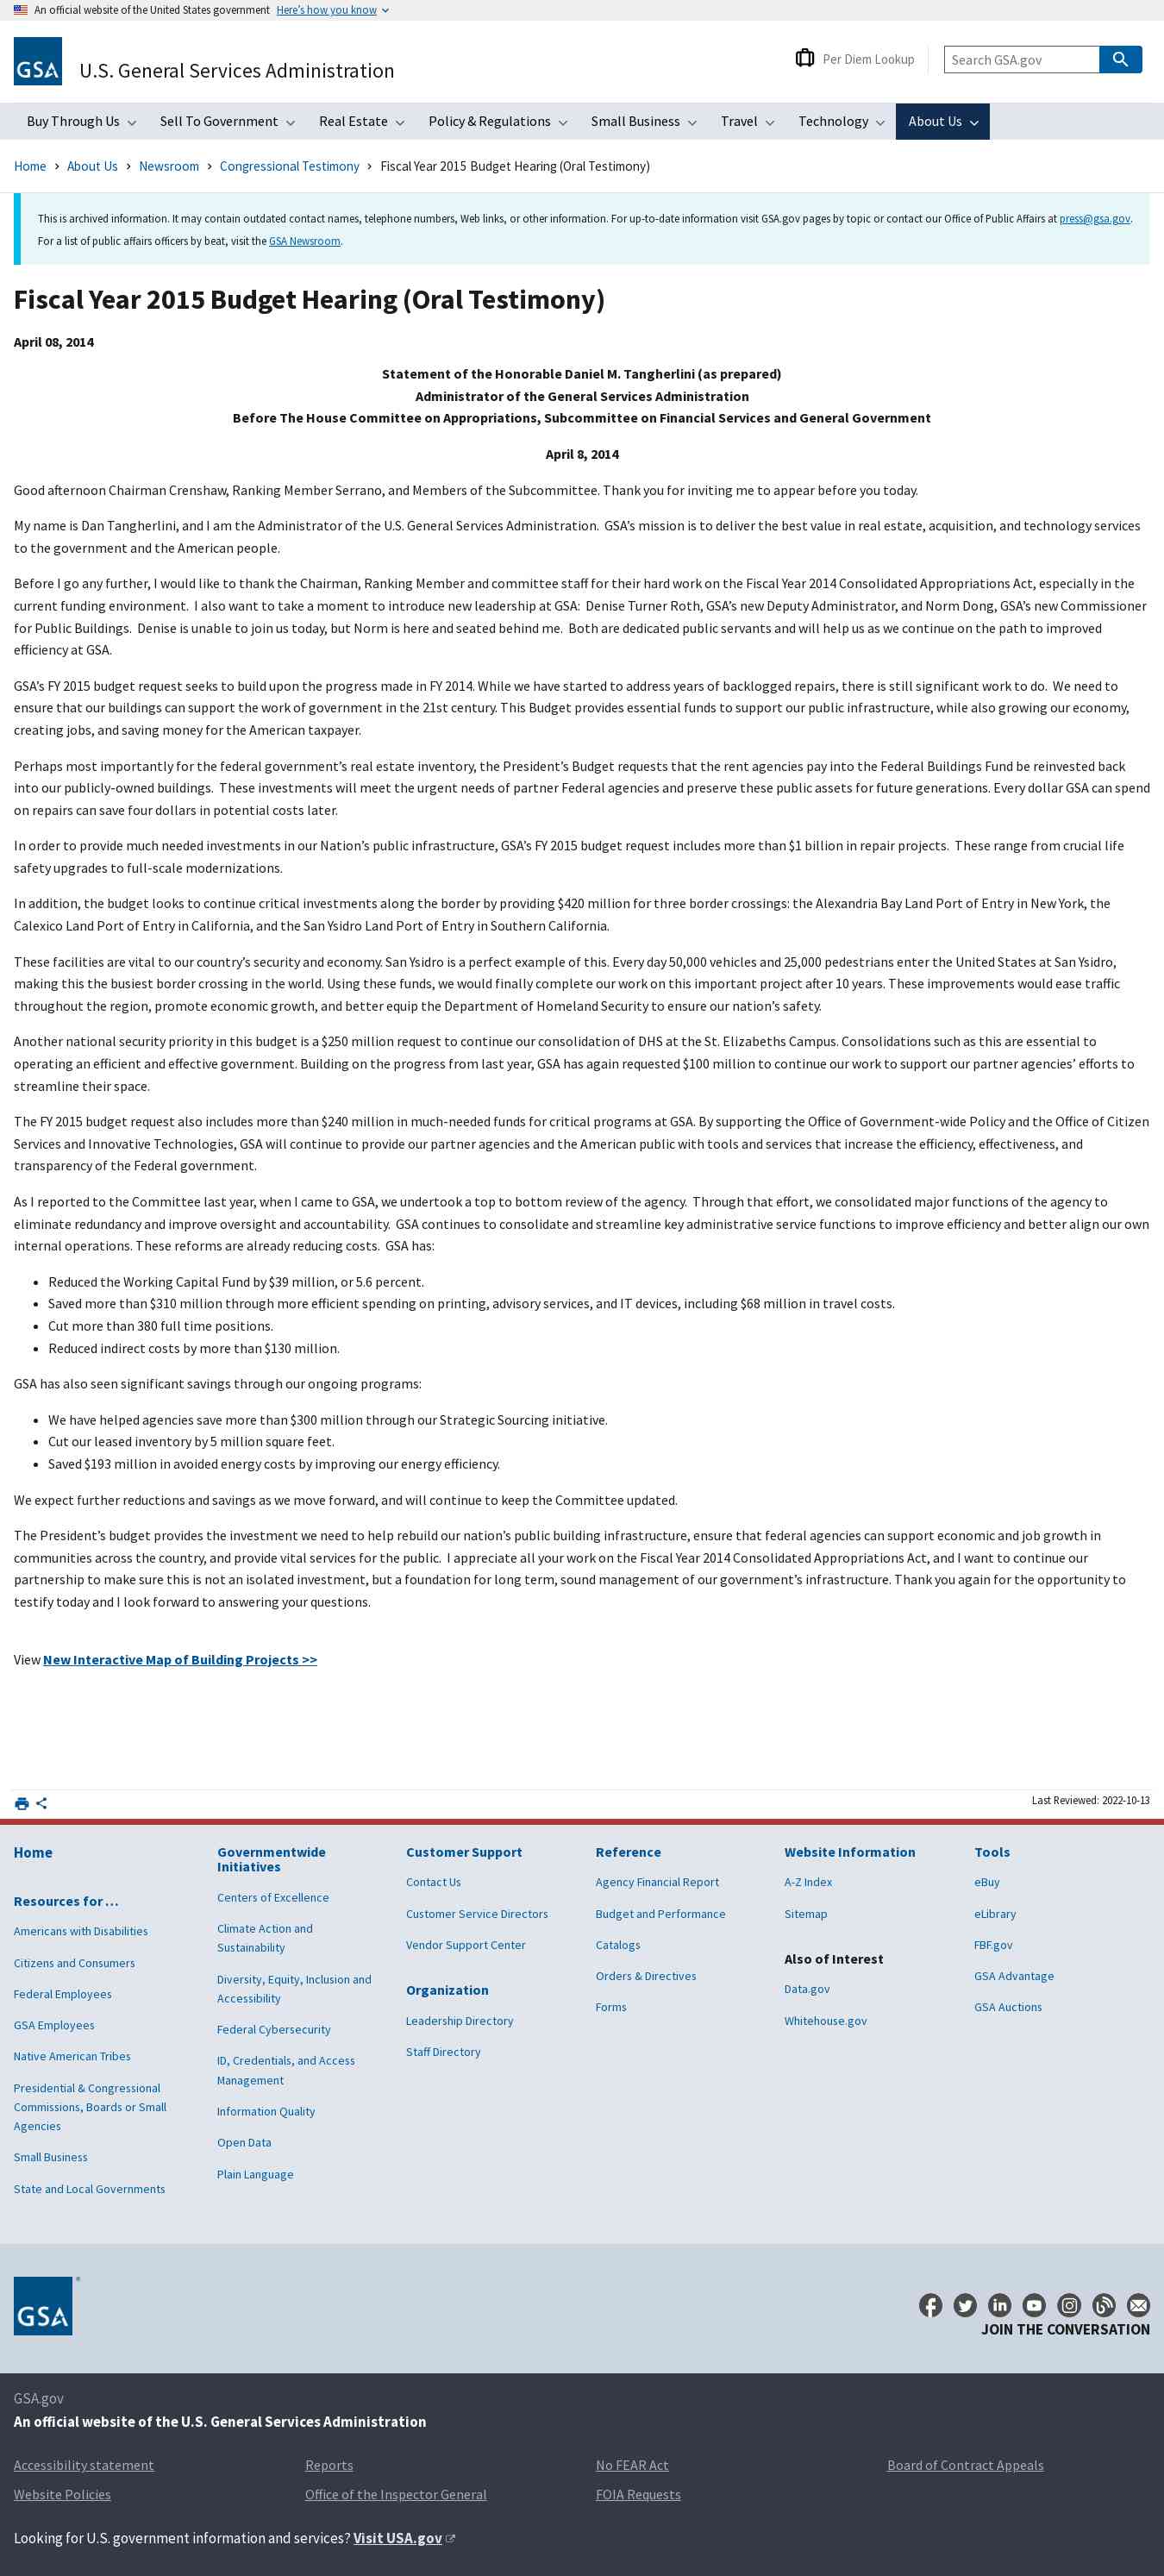 An official website of the United States government Here's how you know
GSA
U.S. General Services Administration
Per Diem Lookup
Search GSA.gov
Buy Through Us Sell To Government Real Estate Policy & Regulations Small Business Travel Technology About Us
Home > About Us > Newsroom > Congressional Testimony > Fiscal Year 2015 Budget Hearing (Oral Testimony)
This is archived information. It may contain outdated contact names, telephone numbers, Web links, or other information. For up-to-date information visit GSA.gov pages by topic or contact our Office of Public Affairs at press@gsa.gov.
For a list of public affairs officers by beat, visit the GSA Newsroom.
Fiscal Year 2015 Budget Hearing (Oral Testimony)
April 08, 2014
Statement of the Honorable Daniel M. Tangherlini (as prepared)
Administrator of the General Services Administration
Before The House Committee on Appropriations, Subcommittee on Financial Services and General Government
April 8, 2014
Good afternoon Chairman Crenshaw, Ranking Member Serrano, and Members of the Subcommittee. Thank you for inviting me to appear before you today.
My name is Dan Tangherlini, and I am the Administrator of the U.S. General Services Administration.  GSA’s mission is to deliver the best value in real estate, acquisition, and technology services
to the government and the American people.
Before I go any further, I would like to thank the Chairman, Ranking Member and committee staff for their hard work on the Fiscal Year 2014 Consolidated Appropriations Act, especially in the
current funding environment.  I also want to take a moment to introduce new leadership at GSA:  Denise Turner Roth, GSA’s new Deputy Administrator, and Norm Dong, GSA’s new Commissioner
for Public Buildings.  Denise is unable to join us today, but Norm is here and seated behind me.  Both are dedicated public servants and will help us as we continue on the path to improved
efficiency at GSA.
GSA’s FY 2015 budget request seeks to build upon the progress made in FY 2014. While we have started to address years of backlogged repairs, there is still significant work to do.  We need to
ensure that our buildings can support the work of government in the 21st century. This Budget provides essential funds to support our public infrastructure, while also growing our economy,
creating jobs, and saving money for the American taxpayer.
Perhaps most importantly for the federal government’s real estate inventory, the President’s Budget requests that the rent agencies pay into the Federal Buildings Fund be reinvested back
into our publicly-owned buildings.  These investments will meet the urgent needs of partner Federal agencies and preserve these public assets for future generations. Every dollar GSA can spend
on repairs can save four dollars in potential costs later.
In order to provide much needed investments in our Nation’s public infrastructure, GSA’s FY 2015 budget request includes more than $1 billion in repair projects.  These range from crucial life
safety upgrades to full-scale modernizations.
In addition, the budget looks to continue critical investments along the border by providing $420 million for three border crossings: the Alexandria Bay Land Port of Entry in New York, the
Calexico Land Port of Entry in California, and the San Ysidro Land Port of Entry in Southern California.
These facilities are vital to our country’s security and economy. San Ysidro is a perfect example of this. Every day 50,000 vehicles and 25,000 pedestrians enter the United States at San Ysidro,
making this the busiest border crossing in the world. Using these funds, we would finally complete our work on this important project after 10 years. These improvements would ease traffic
throughout the region, promote economic growth, and better equip the Department of Homeland Security to ensure our nation’s safety.
Another national security priority in this budget is a $250 million request to continue our consolidation of DHS at the St. Elizabeths Campus. Consolidations such as this are essential to
operating an efficient and effective government. Building on the progress from last year, GSA has again requested $100 million to continue our work to support our partner agencies’ efforts to
streamline their space.
The FY 2015 budget request also includes more than $240 million in much-needed funds for critical programs at GSA. By supporting the Office of Government-wide Policy and the Office of Citizen
Services and Innovative Technologies, GSA will continue to provide our partner agencies and the American public with tools and services that increase the efficiency, effectiveness, and
transparency of the Federal government.
As I reported to the Committee last year, when I came to GSA, we undertook a top to bottom review of the agency.  Through that effort, we consolidated major functions of the agency to
eliminate redundancy and improve oversight and accountability.  GSA continues to consolidate and streamline key administrative service functions to improve efficiency and better align our own
internal operations. These reforms are already reducing costs.  GSA has:
• Reduced the Working Capital Fund by $39 million, or 5.6 percent.
• Saved more than $310 million through more efficient spending on printing, advisory services, and IT devices, including $68 million in travel costs.
• Cut more than 380 full time positions.
• Reduced indirect costs by more than $130 million.
GSA has also seen significant savings through our ongoing programs:
• We have helped agencies save more than $300 million through our Strategic Sourcing initiative.
• Cut our leased inventory by 5 million square feet.
• Saved $193 million in avoided energy costs by improving our energy efficiency.
We expect further reductions and savings as we move forward, and will continue to keep the Committee updated.
The President’s budget provides the investment we need to help rebuild our nation’s public building infrastructure, ensure that federal agencies can support economic and job growth in
communities across the country, and provide vital services for the public.  I appreciate all your work on the Fiscal Year 2014 Consolidated Appropriations Act, and I want to continue our
partnership to make sure this is not an isolated investment, but a foundation for long term, sound management of our government’s infrastructure. Thank you again for the opportunity to
testify today and I look forward to answering your questions.
View New Interactive Map of Building Projects >>
Last Reviewed: 2022-10-13
Home
Resources for …
Americans with Disabilities
Citizens and Consumers
Federal Employees
GSA Employees
Native American Tribes
Presidential & Congressional
Commissions, Boards or Small
Agencies
Small Business
State and Local Governments
Governmentwide
Initiatives
Centers of Excellence
Climate Action and
Sustainability
Diversity, Equity, Inclusion and
Accessibility
Federal Cybersecurity
ID, Credentials, and Access
Management
Information Quality
Open Data
Plain Language
Customer Support
Contact Us
Customer Service Directors
Vendor Support Center
Organization
Leadership Directory
Staff Directory
Reference
Agency Financial Report
Budget and Performance
Catalogs
Orders & Directives
Forms
Website Information
A-Z Index
Sitemap
Also of Interest
Data.gov
Whitehouse.gov
Tools
eBuy
eLibrary
FBF.gov
GSA Advantage
GSA Auctions
GSA
JOIN THE CONVERSATION
GSA.gov
An official website of the U.S. General Services Administration
Accessibility statement Reports No FEAR Act Board of Contract Appeals
Website Policies Office of the Inspector General FOIA Requests
Looking for U.S. government information and services? Visit USA.gov